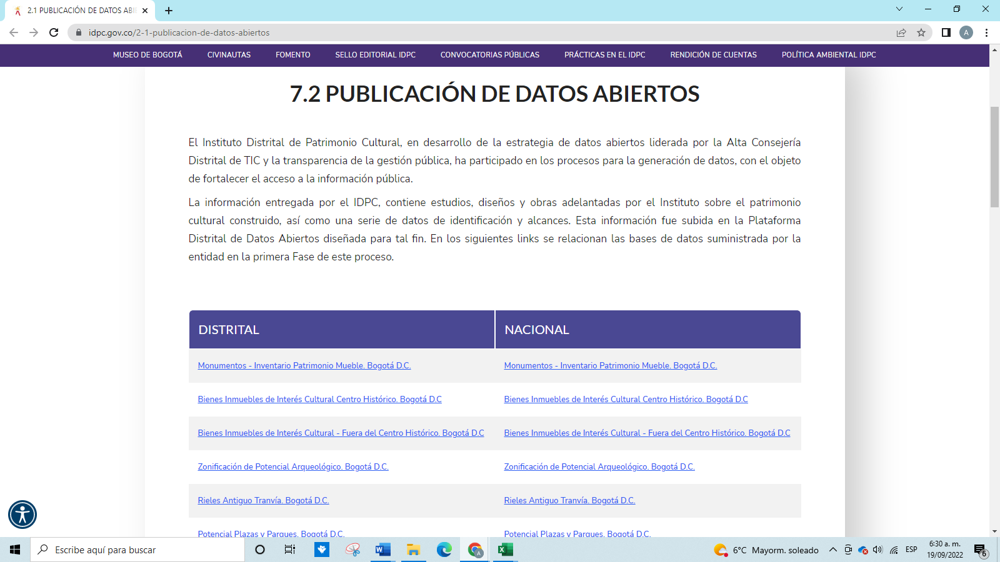 2.1 PUBLICACIÓN DE DATOS ABI
idpc.gov.co/2-1-publicacion-de-datos-abiertos
A
MUSEO DE BOGOTÁ CIVINAUTAS FOMENTO SELLO EDITORIAL IDPC CONVOCATORIAS PÚBLICAS PRÁCTICAS EN EL IDPC RENDICIÓN DE CUENTAS POLÍTICA AMBIENTAL IDPC
7.2 PUBLICACIÓN DE DATOS ABIERTOS
El Instituto Distrital de Patrimonio Cultural, en desarrollo de la estrategia de datos abiertos liderada por la Alta Consejería
Distrital de TIC y la transparencia de la gestión pública, ha participado en los procesos para la generación de datos, con el objeto
de fortalecer el acceso a la información pública.
La información entregada por el IDPC, contiene estudios, diseños y obras adelantadas por el Instituto sobre el patrimonio
cultural construido, así como una serie de datos de identificación y alcances. Esta información fue subida en la Plataforma
Distrital de Datos Abiertos diseñada para tal fin. En los siguientes links se relacionan las bases de datos suministrada por la
entidad en la primera Fase de este proceso.
DISTRITAL NACIONAL
Monumentos - Inventario Patrimonio Mueble. Bogotá D.C. Monumentos - Inventario Patrimonio Mueble. Bogotá D.C.
Bienes Inmuebles de Interés Cultural Centro Histórico. Bogotá D.C Bienes Inmuebles de Interés Cultural Centro Histórico. Bogotá D.C
Bienes Inmuebles de Interés Cultural - Fuera del Centro Histórico. Bogotá D.C Bienes Inmuebles de Interés Cultural - Fuera del Centro Histórico. Bogotá D.C
Zonificación de Potencial Arqueológico. Bogotá D.C. Zonificación de Potencial Arqueológico. Bogotá D.C.
Rieles Antiguo Tranvía. Bogotá D.C. Rieles Antiguo Tranvía. Bogotá D.C.
Potencial Plazas y Parques. Bogotá D.C. Potencial Plazas y Parques. Bogotá D.C.
Escribe aquí para buscar
W
A
X
6°C Mayorm. soleado
ESP
6:30 a. m.
19/09/2022
6